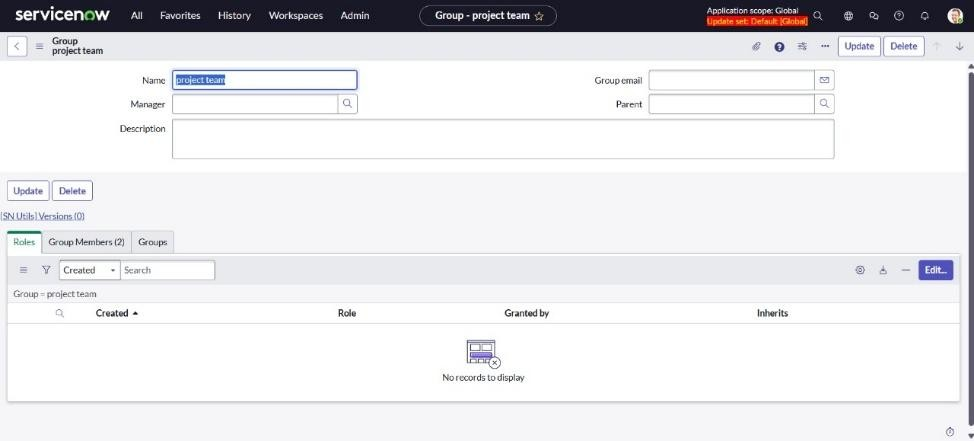 servicenow All Favorites History Workspaces Admin Group - project team Application scope: Global
Update set: Default [Global]
Group
project team
Update Delete
Name project team Group email
Manager Parent
Description
Update Delete
[SN Utils] Versions (0)
Roles Group Members (2) Groups
Created Search Edit...
Group = project team
Created Role Granted by Inherits
No records to display